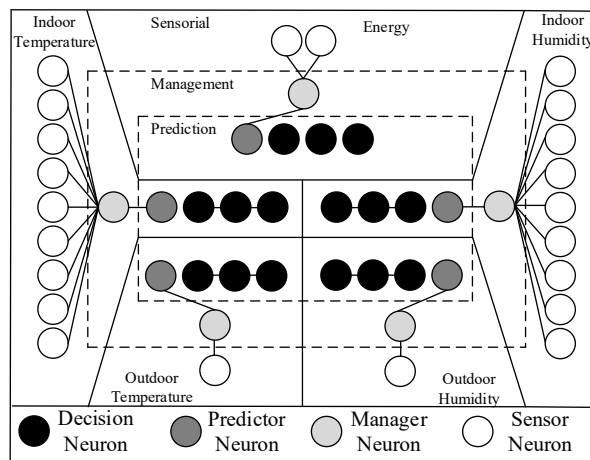 Indoor
Temperature
Sensorial
Energy
Indoor
Humidity
Management
Prediction
Outdoor
Temperature
Outdoor
Humidity
Decision
Neuron
Predictor
Neuron
Manager
Neuron
Sensor
Neuron